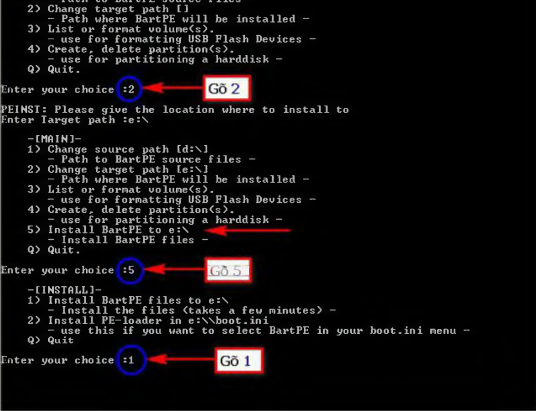 - Path to BartPE source files -
2) Change target path []
- Path where BartPE will be installed -
3) List or format volume(s).
- use for formatting USB Flash Devices -
4) Create, delete partition(s).
- use for partitioning a harddisk -
Q) Quit.
Enter your choice :2
Gõ 2
PEINST: Please give the location where to install to
Enter Target path :e:\
-[MAIN]-
1) Change source path [d:\]
- Path to BartPE source files -
2) Change target path [e:\]
- Path where BartPE will be installed -
3) List or format volume(s).
- use for formatting USB Flash Devices -
4) Create, delete partition(s).
- use for partitioning a harddisk -
5) Install BartPE to e:\
- Install BartPE files -
Q) Quit.
Enter your choice :5
Gõ 5
-[INSTALL]-
1) Install BartPE files to e:\
- Install the files (takes a few minutes) -
2) Install PE-loader in e:\\boot.ini
- use this if you want to select BartPE in your boot.ini menu -
Q) Quit
Enter your choice :1
Gõ 1